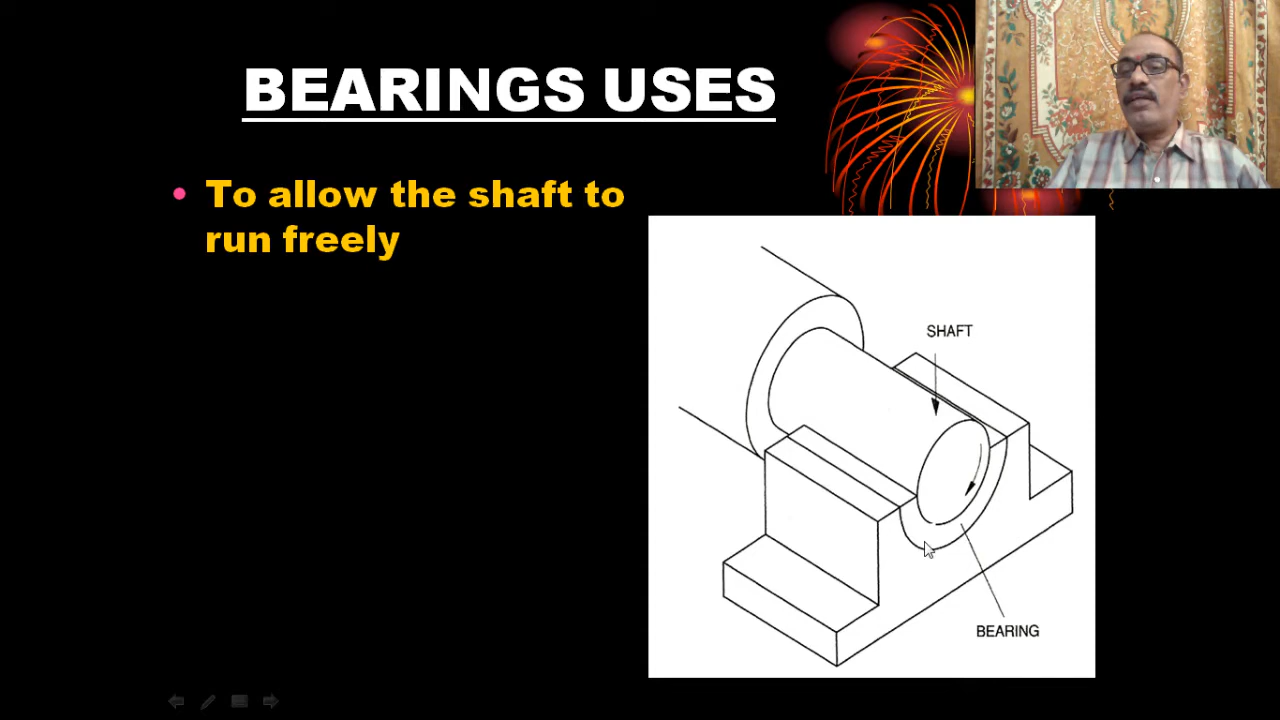 BEARINGS USES
• To allow the shaft to
run freely
SHAFT
BEARING